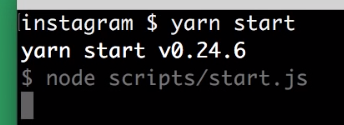 instagram $ yarn start
yarn start v0.24.6
$ node scripts/start.js